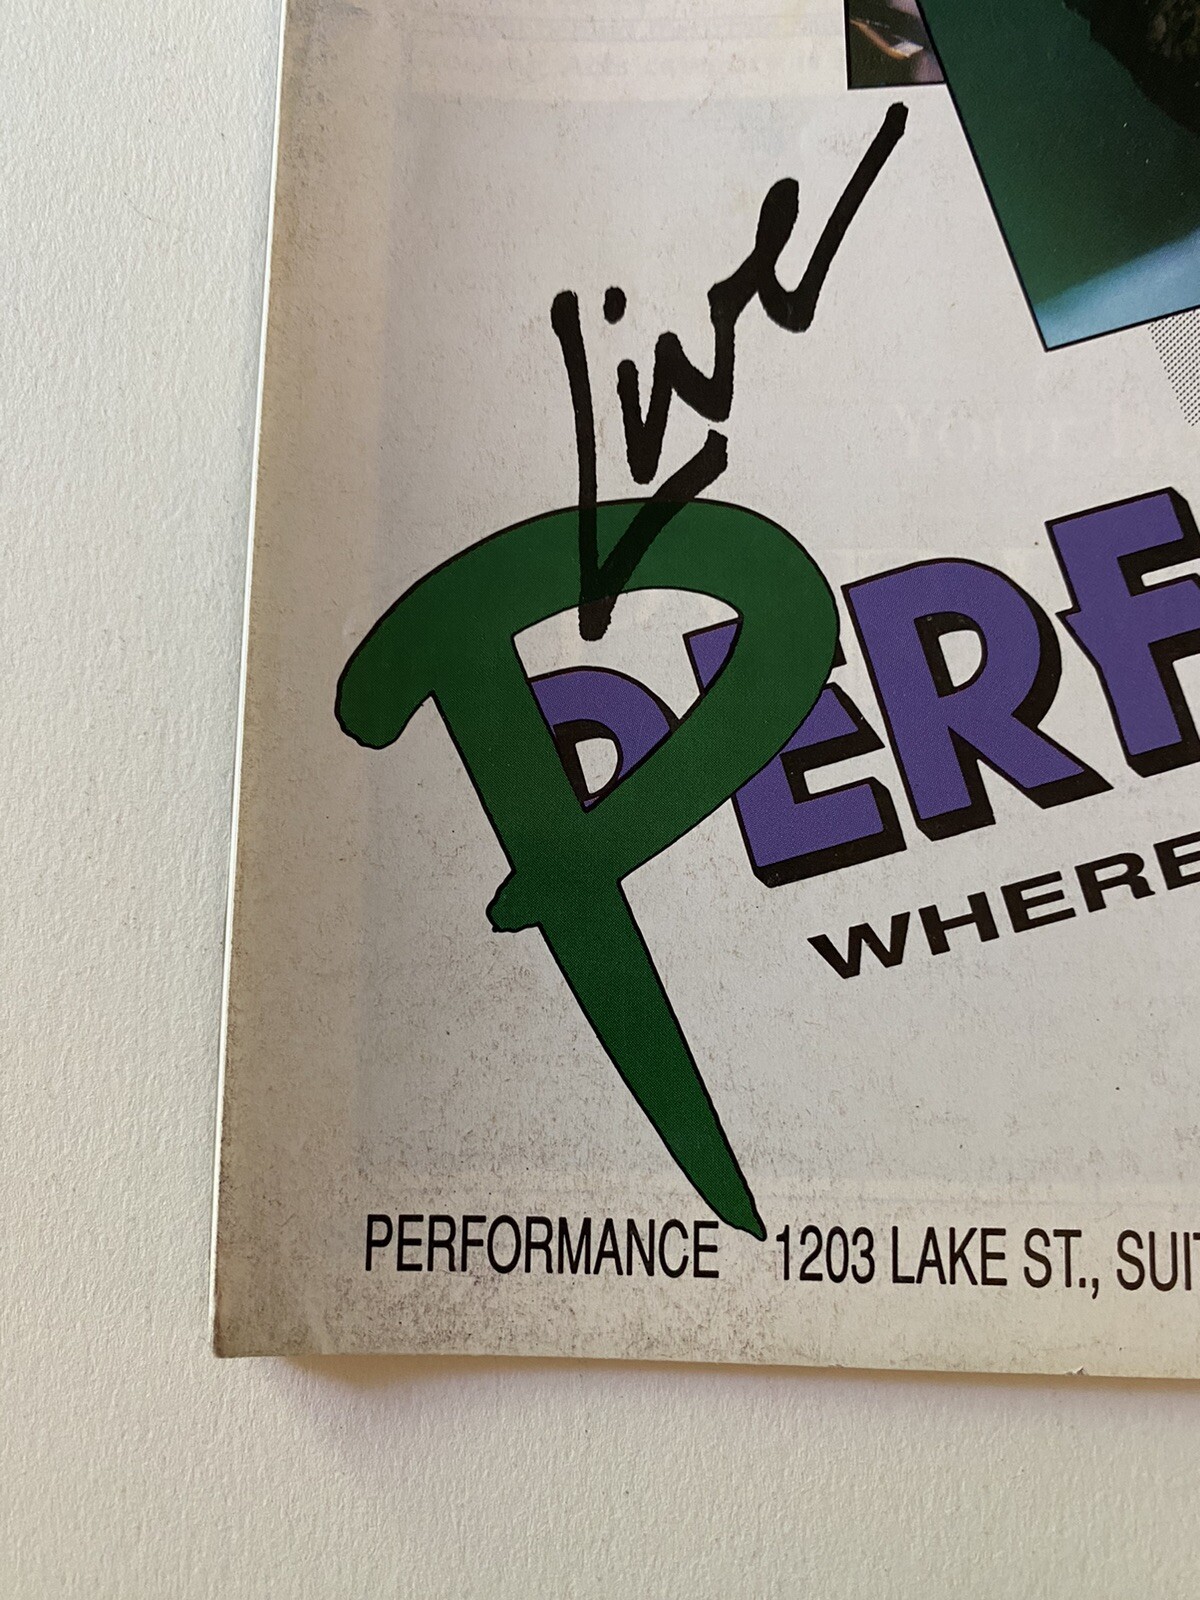 Live
P PERF
WHERE
PERFORMANCE 1203 LAKE ST., SUIT